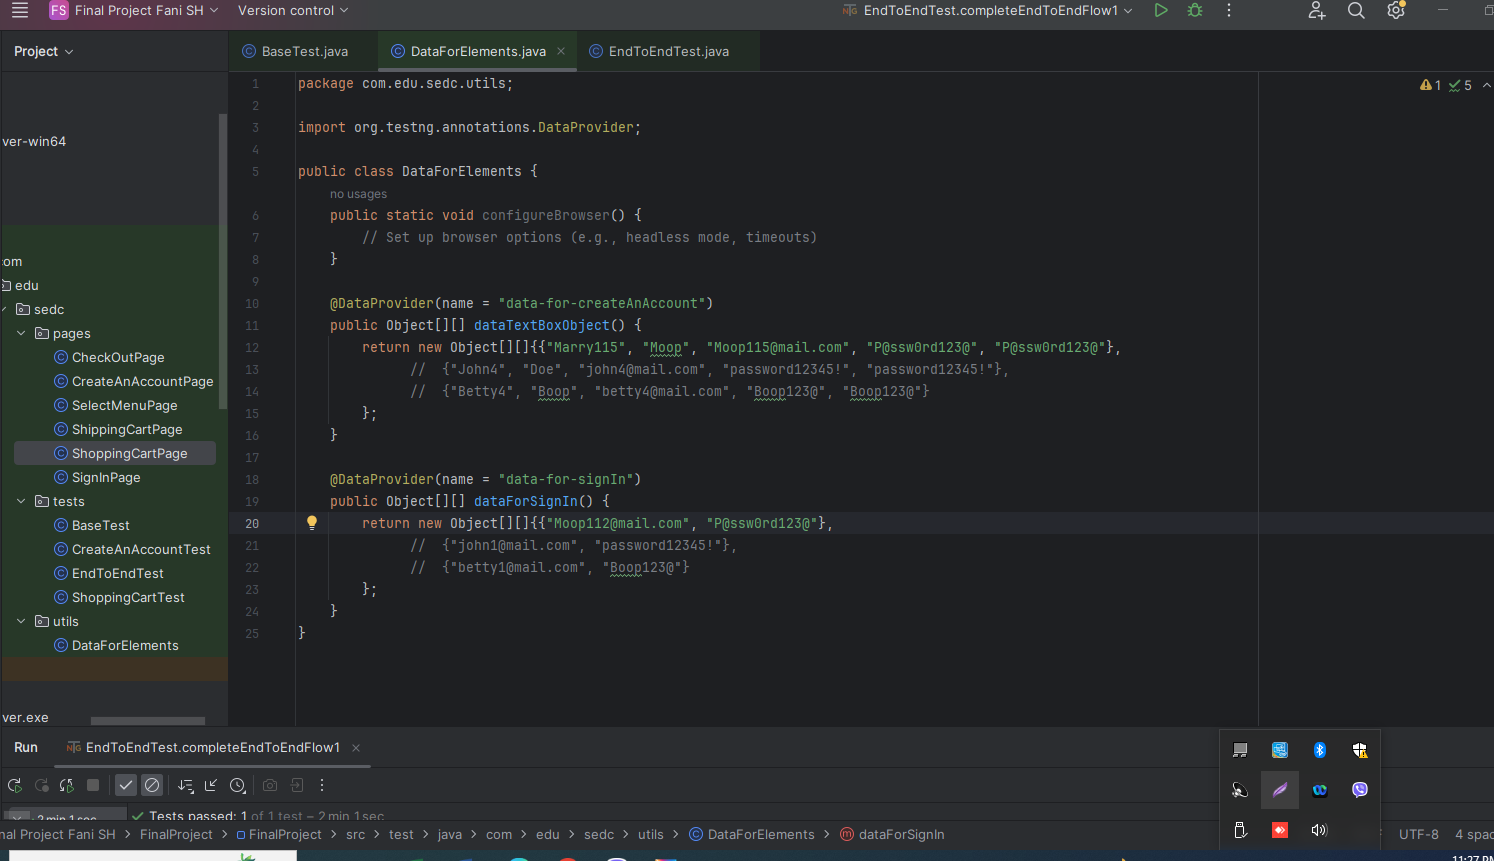 FS Final Project Fani SH Version control EndToEndTest.completeEndToEndFlow1
Project
BaseTest.java DataForElements.java EndToEndTest.java
ver-win64
com
edu
sedc
pages
CheckOutPage
CreateAnAccountPage
SelectMenuPage
ShippingCartPage
ShoppingCartPage
SignInPage
tests
BaseTest
CreateAnAccountTest
EndToEndTest
ShoppingCartTest
utils
DataForElements
ver.exe
1 5
1 package com.edu.sedc.utils;
2
3 import org.testng.annotations.DataProvider;
4
5 public class DataForElements {
no usages
6 public static void configureBrowser() {
7 // Set up browser options (e.g., headless mode, timeouts)
8 }
9
10 @DataProvider(name = "data-for-createAnAccount")
11 public Object[][] dataTextBoxObject() {
12 return new Object[][]{{"Marry115", "Moop", "Moop115@mail.com", "P@ssw0rd123@", "P@ssw0rd123@"},
13 // {"John4", "Doe", "john4@mail.com", "password12345!", "password12345!"},
14 // {"Betty4", "Boop", "betty4@mail.com", "Boop123@", "Boop123@"}
15 };
16 }
17
18 @DataProvider(name = "data-for-signIn")
19 public Object[][] dataForSignIn() {
20 return new Object[][]{{"Moop112@mail.com", "P@ssw0rd123@"},
21 // {"john1@mail.com", "password12345!"},
22 // {"betty1@mail.com", "Boop123@"}
23 };
24 }
25 }
Run EndToEndTest.completeEndToEndFlow1
2 min 1 sec Tests passed: 1 of 1 test – 2 min 1 sec
nal Project Fani SH FinalProject FinalProject src test java com edu sedc utils DataForElements dataForSignIn UTF-8 4 spac
11:27 PM